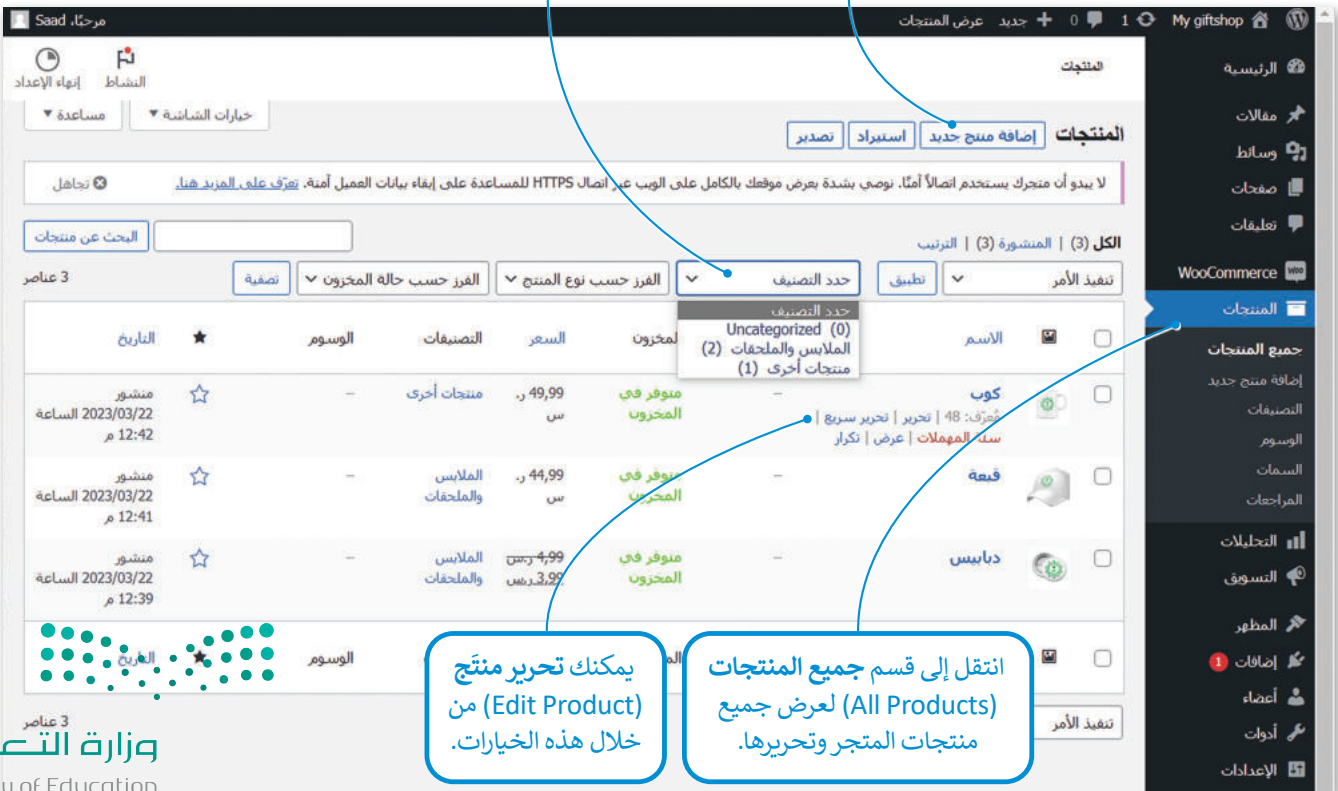 My giftshop 1 0 + جديد عرض المنتجات مرحبًا، Saad
المنتجات
النشاط إنهاء الإعداد
خيارات الشاشة ▼ مساعدة ▼
المنتجات إضافة منتج جديد استيراد تصدير
لا يبدو أن متجرك يستخدم اتصالاً آمنًا. نوصي بشدة بعرض موقعك بالكامل على الويب عبر اتصال HTTPS للمساعدة على إبقاء بيانات العميل آمنة. تعرّف على المزيد هنا. تجاهل
الكل (3) | المنشورة (3) | الترتيب
البحث عن منتجات
تنفيذ الأمر تطبيق حدد التصنيف الفرز حسب نوع المنتج الفرز حسب حالة المخزون تصفية 3 عناصر
حدد التصنيف
Uncategorized (0)
الملابس والملحقات (2)
منتجات أخرى (1)
الاسم المخزون السعر التصنيفات الوسوم ★ التاريخ
كوب – متوفر في المخزون 49,99 ر.س منتجات أخرى – منشور 2023/03/22 الساعة 12:42 م
مُعرّف: 48 | تحرير | تحرير سريع |
سلة المهملات | عرض | تكرار
قبعة – متوفر في المخزون 44,99 ر.س الملابس والملحقات – منشور 2023/03/22 الساعة 12:41 م
دبابيس – متوفر في المخزون 4,99 ر.س 3,99 ر.س الملابس والملحقات – منشور 2023/03/22 الساعة 12:39 م
الوسوم ★ التاريخ
تنفيذ الأمر 3 عناصر
الرئيسية
مقالات
وسائط
صفحات
تعليقات
WooCommerce
المنتجات
جميع المنتجات
إضافة منتج جديد
التصنيفات
الوسوم
السمات
المراجعات
التحليلات
التسويق
المظهر
إضافات 1
أعضاء
أدوات
الإعدادات
انتقل إلى قسم جميع المنتجات
(All Products) لعرض جميع
منتجات المتجر وتحريرها.
يمكنك تحرير منتَج
(Edit Product) من
خلال هذه الخيارات.
وزارة التع
y of Education